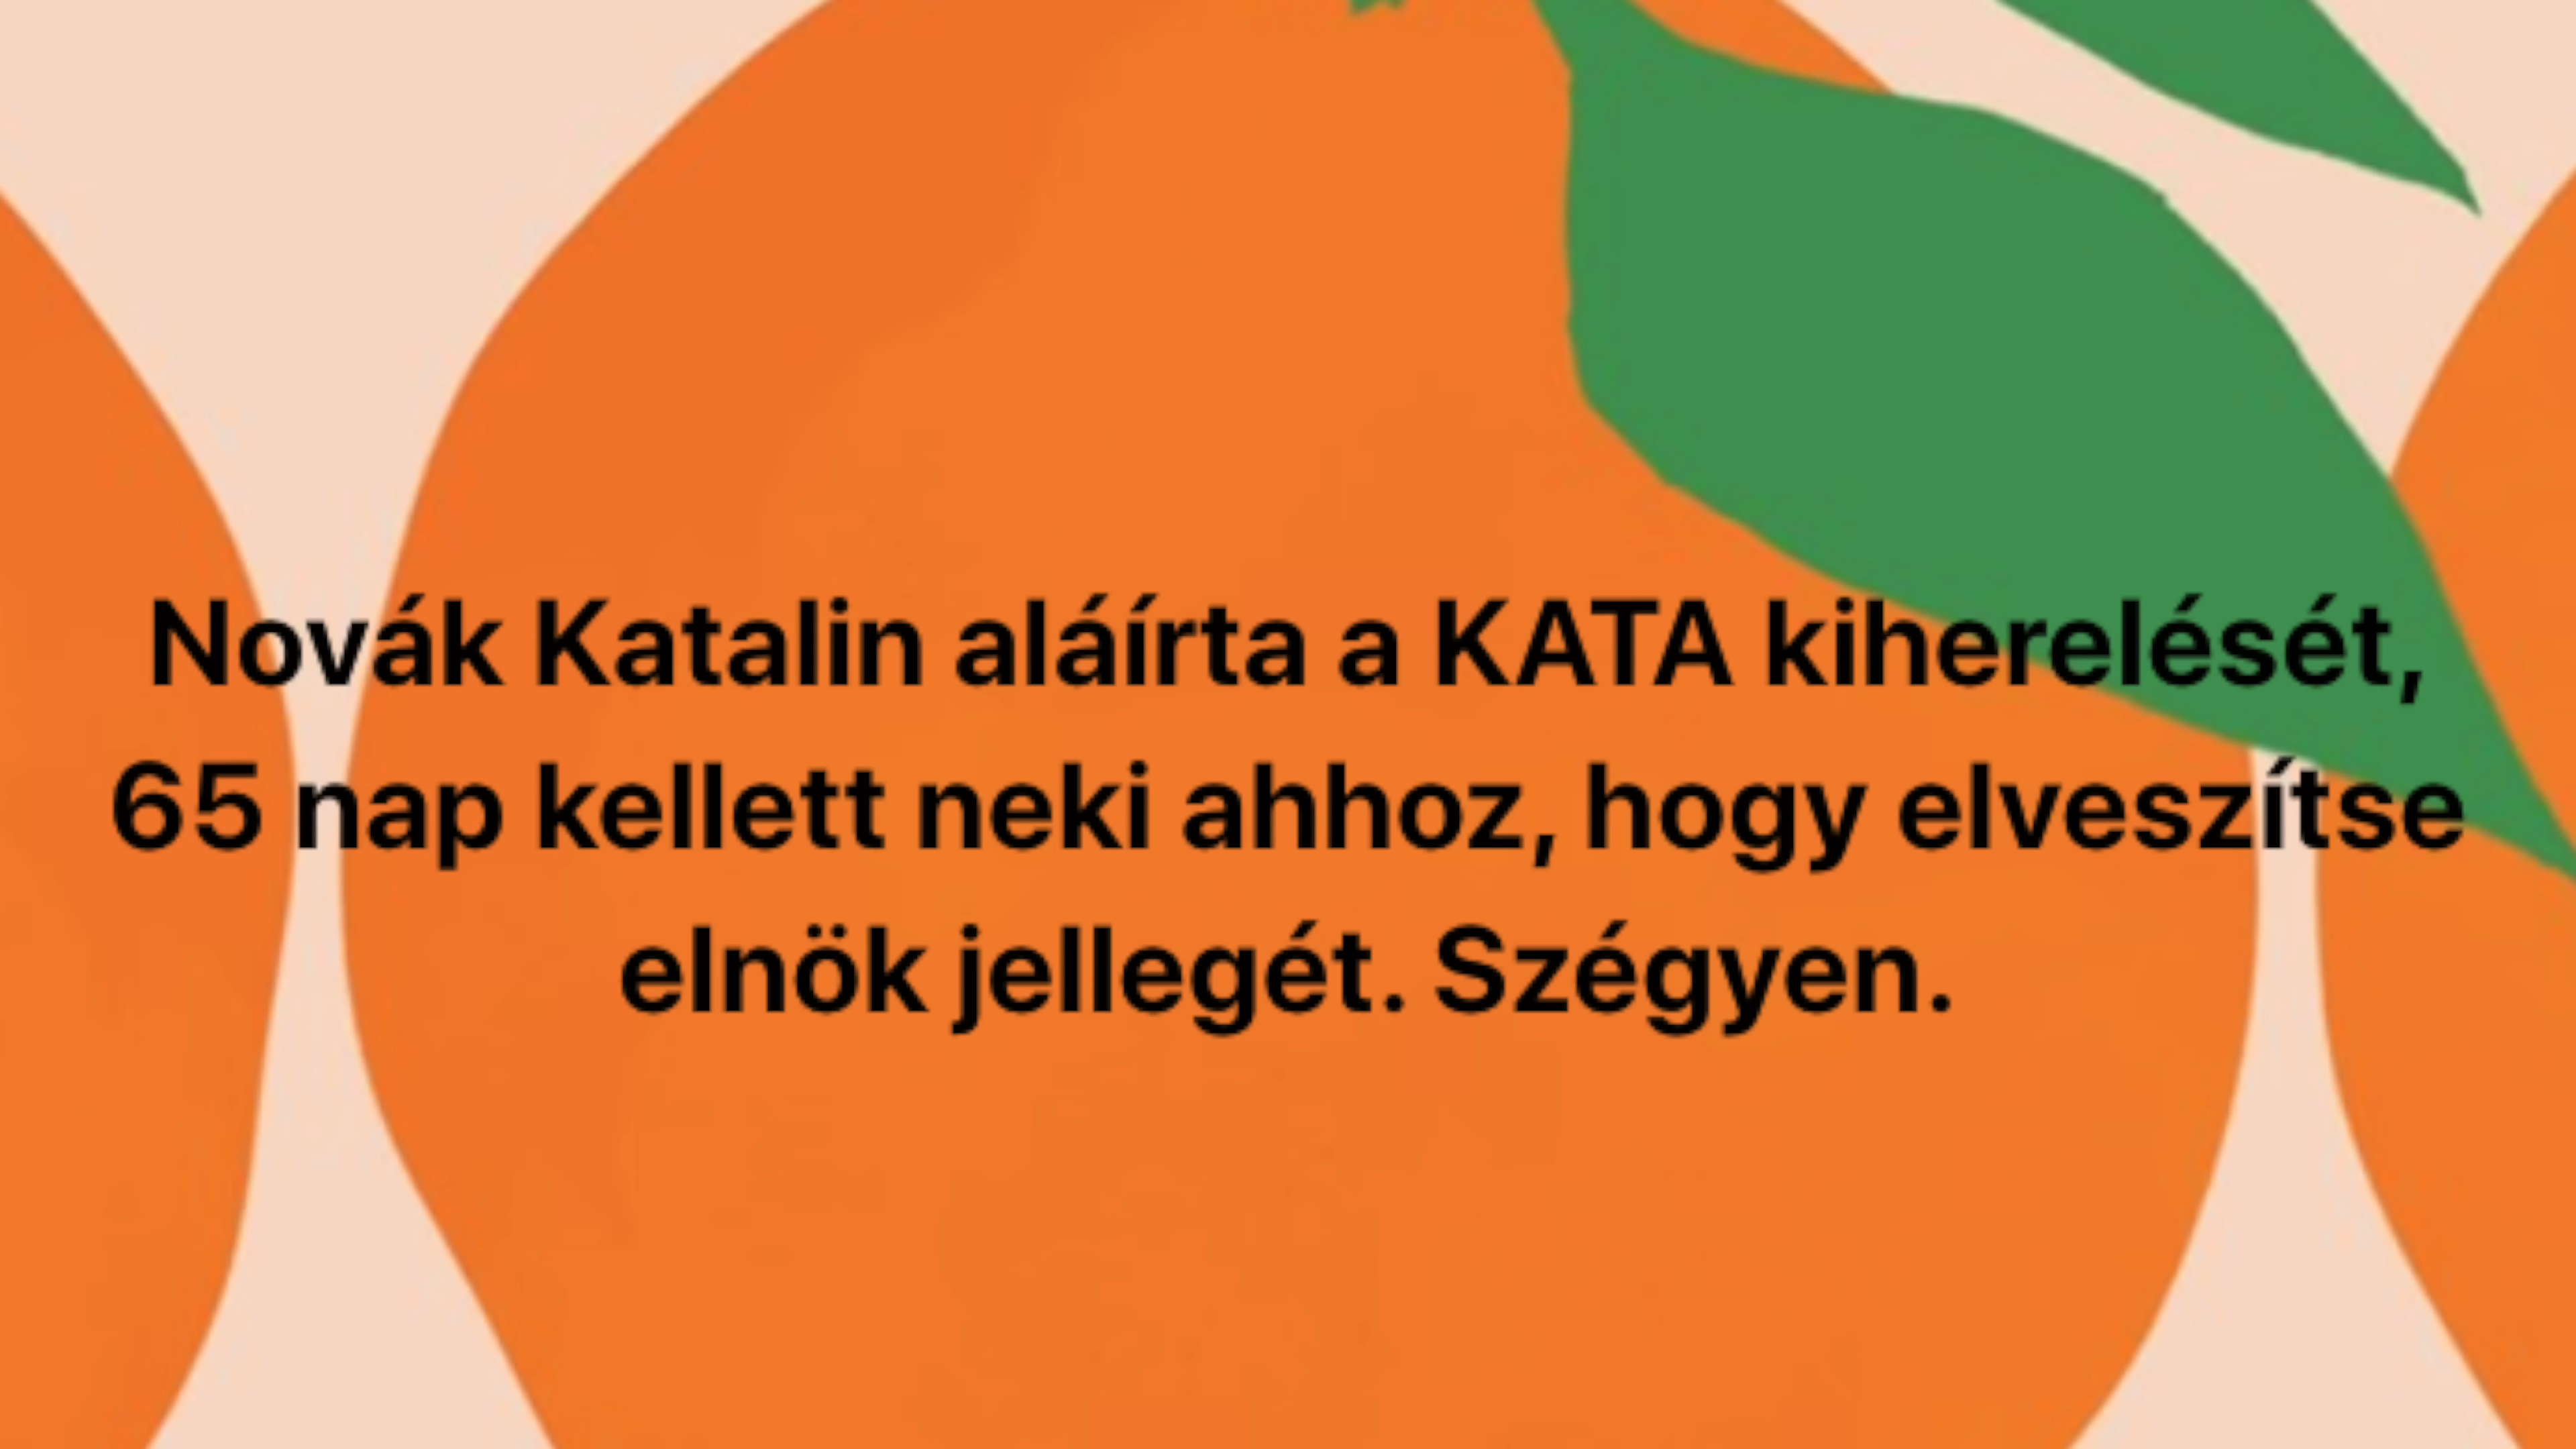 Novák Katalin aláírta a KATA kiherelését,
65 nap kellett neki ahhoz, hogy elveszítse
elnök jellegét. Szégyen.